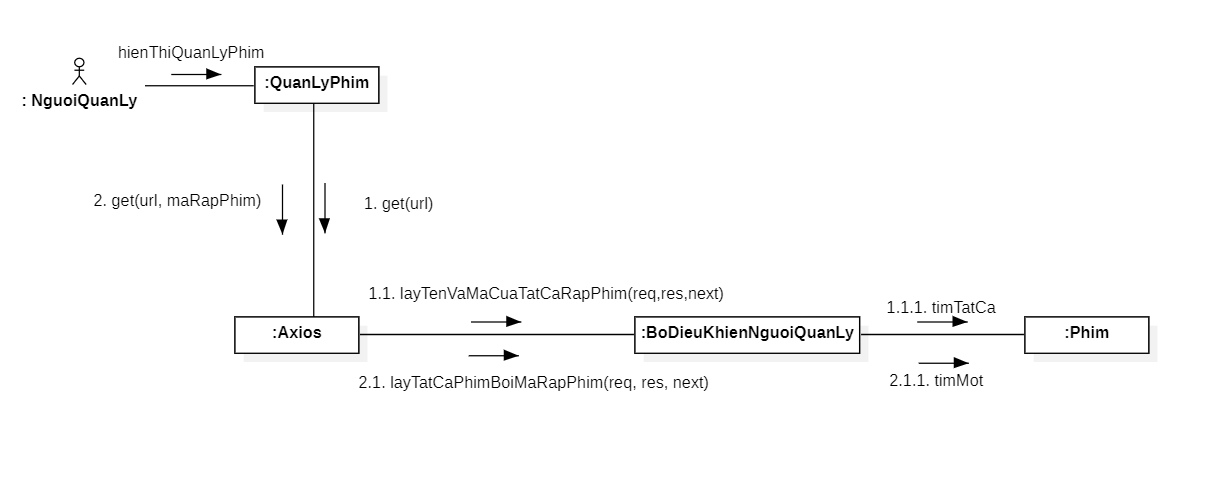 hienThiQuanLyPhim
:QuanLyPhim
: NguoiQuanLy
2. get(url, maRapPhim)
1. get(url)
1.1. layTenVaMaCuaTatCaRapPhim(req,res,next)
1.1.1. timTatCa
:Axios
:BoDieuKhienNguoiQuanLy
:Phim
2.1. layTatCaPhimBoiMaRapPhim(req, res, next)
2.1.1. timMot